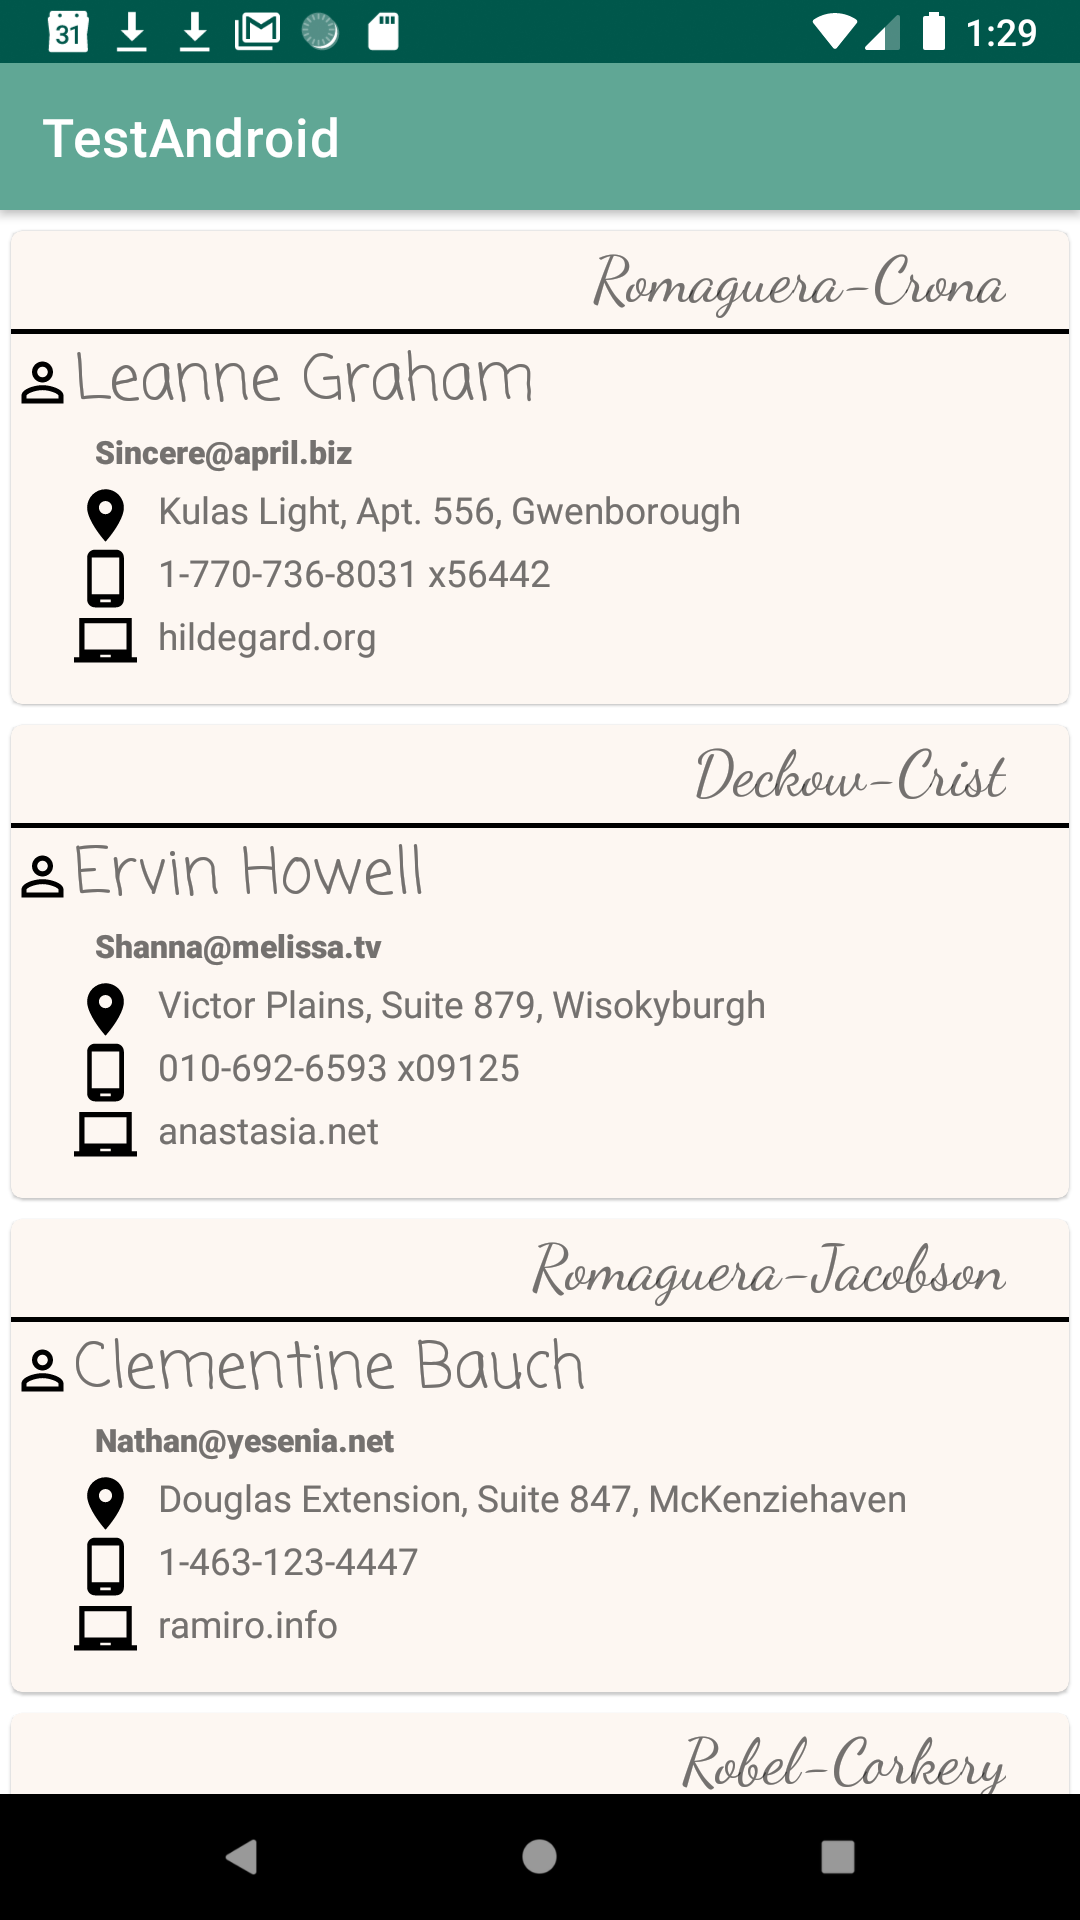 31
1:29
TestAndroid
Romaguera-Crona
Leanne Graham
Sincere@april.biz
Kulas Light, Apt. 556, Gwenborough
1-770-736-8031 x56442
hildegard.org
Deckow-Crist
Ervin Howell
Shanna@melissa.tv
Victor Plains, Suite 879, Wisokyburgh
010-692-6593 x09125
anastasia.net
Romaguera-Jacobson
Clementine Bauch
Nathan@yesenia.net
Douglas Extension, Suite 847, McKenziehaven
1-463-123-4447
ramiro.info
Robel-Corkery